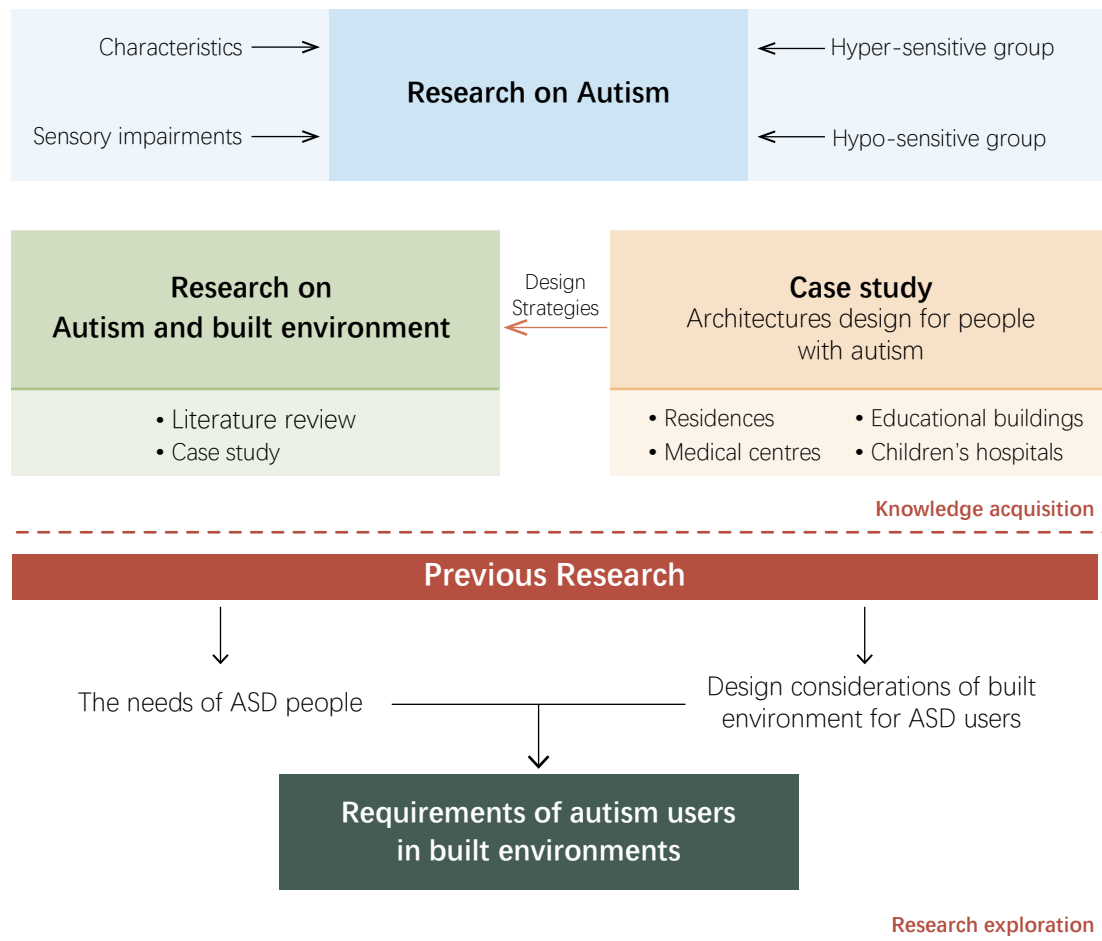 Characteristics
Hyper-sensitive group
Research on Autism
Sensory impairments
Hypo-sensitive group
Research on
Autism and built environment
• Literature review
• Case study
Design
Strategies
Case study
Architectures design for people
with autism
• Residences
• Educational buildings
• Medical centres
• Children's hospitals
Knowledge acquisition
Previous Research
The needs of ASD people
Design considerations of built
environment for ASD users
Requirements of autism users
in built environments
Research exploration